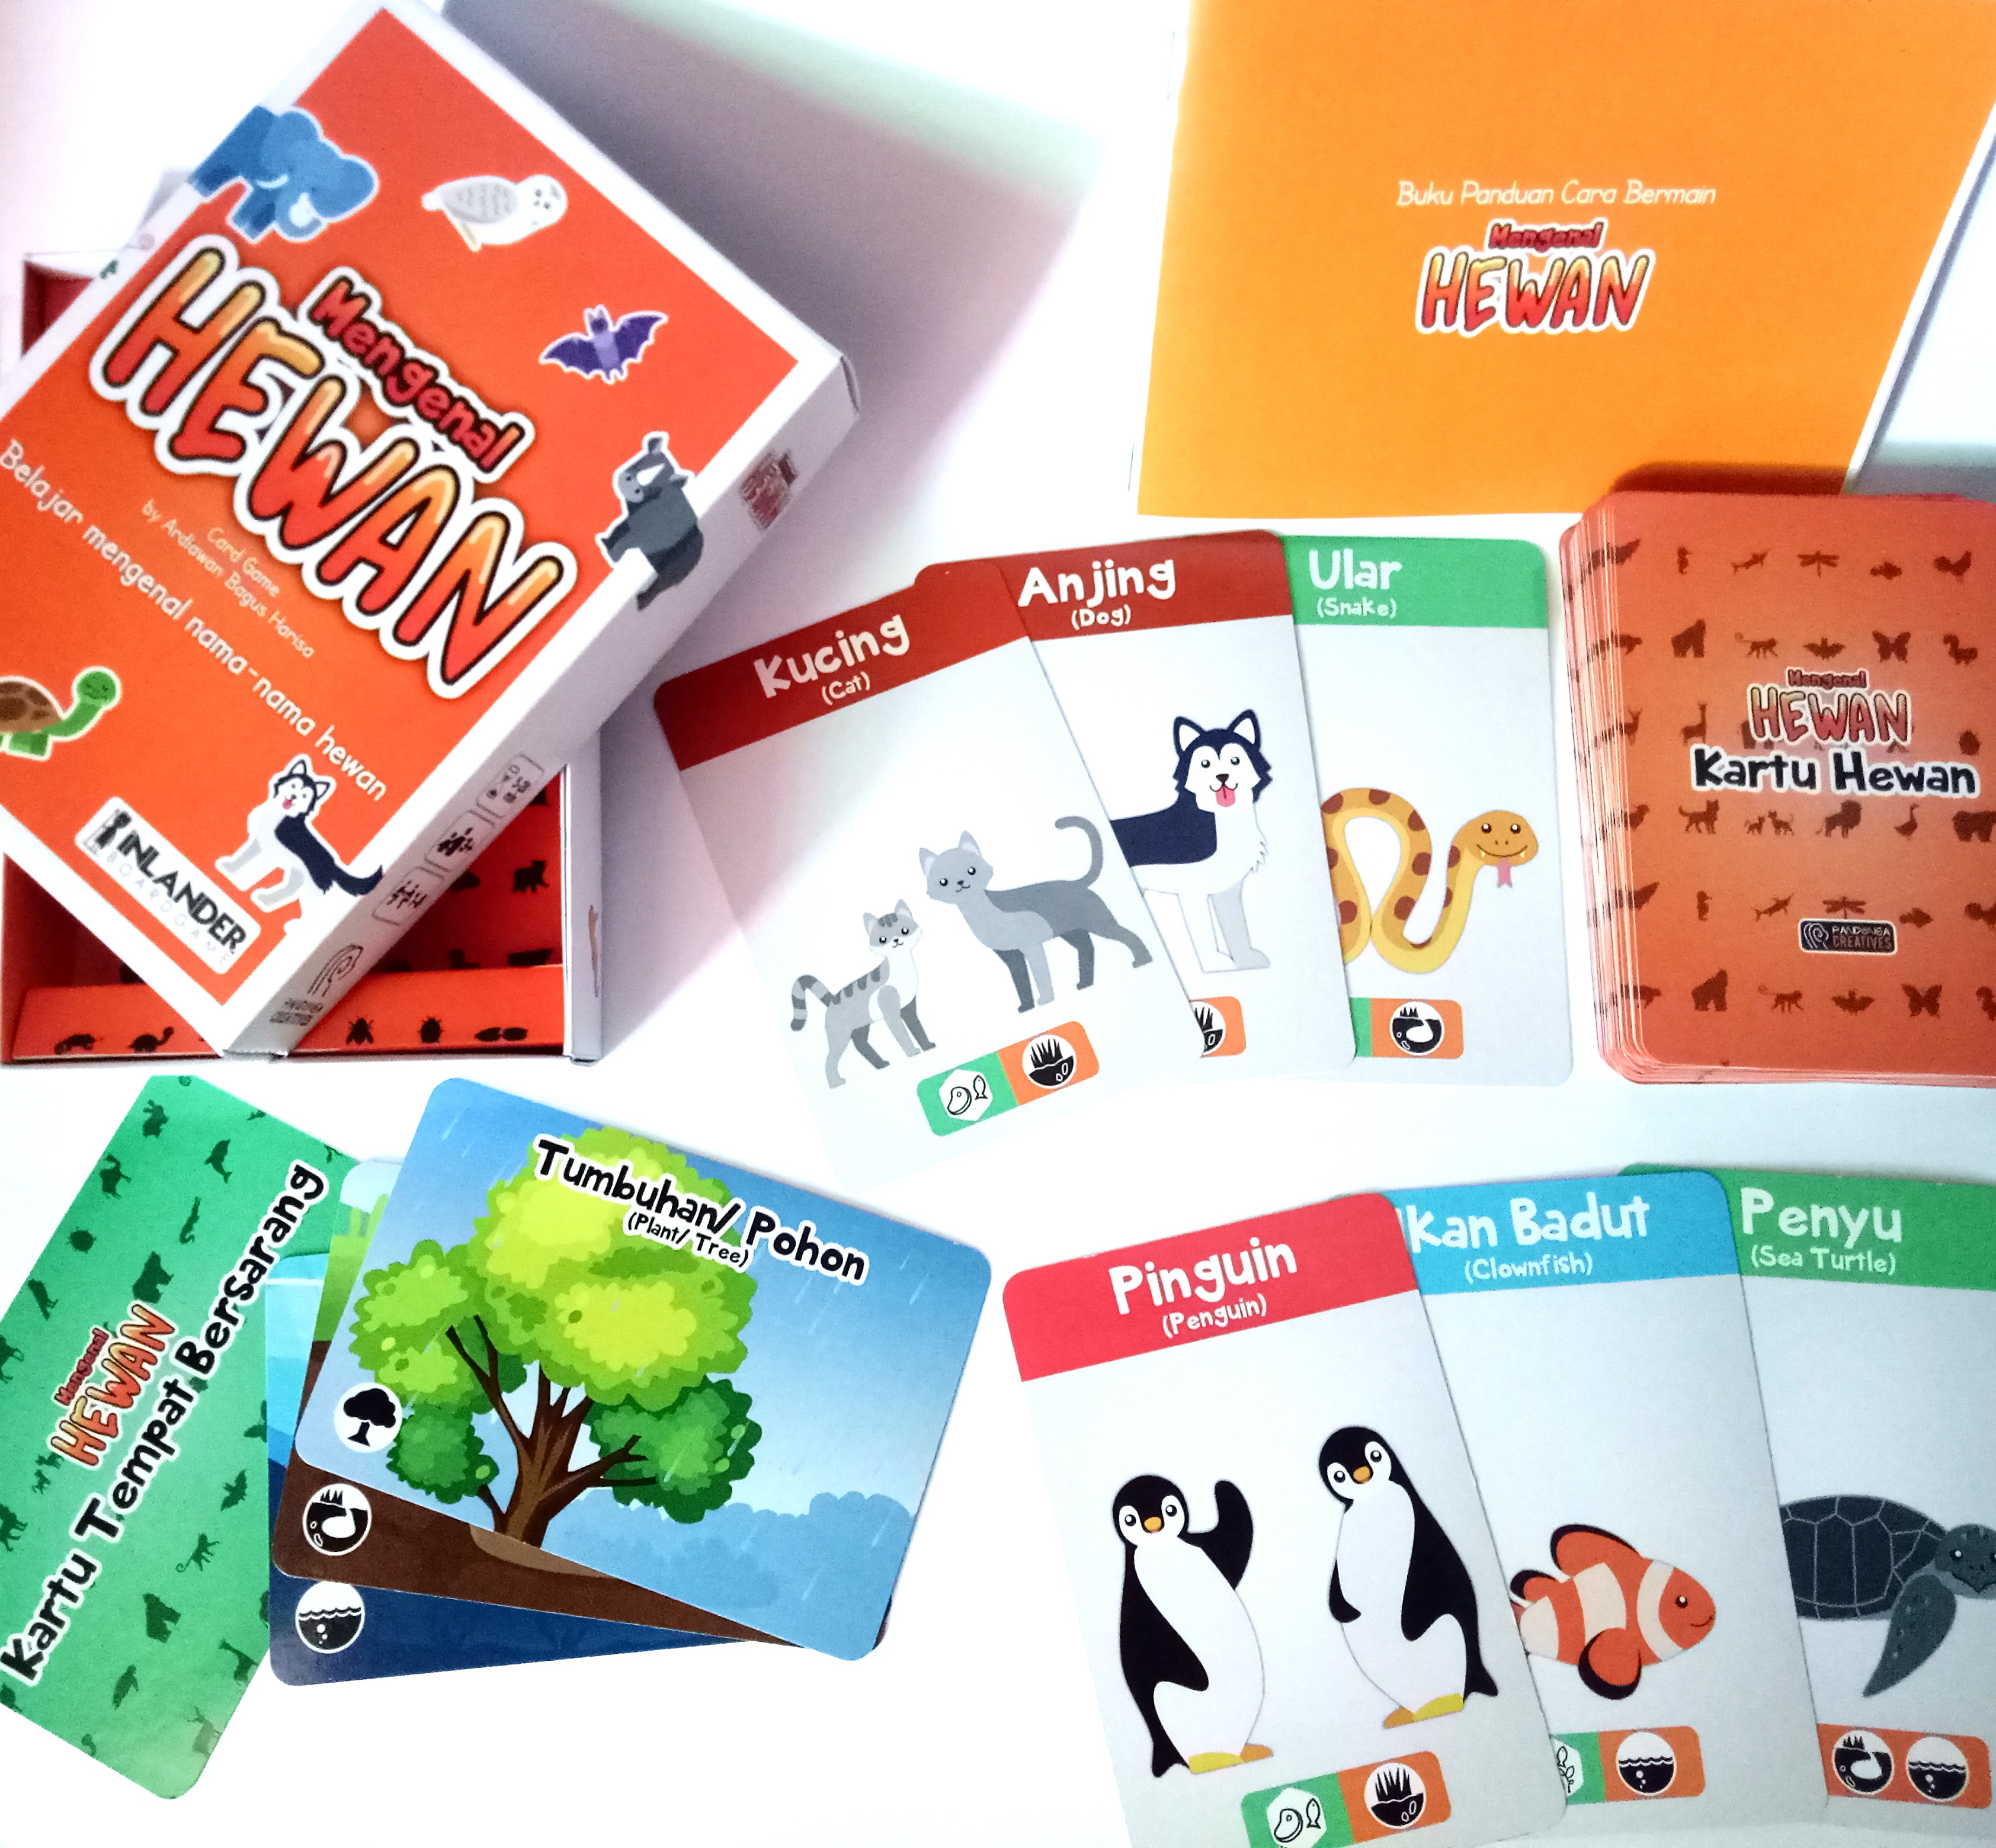 Mengenal
HEWAN
Card Game
by Ardiawan Bagus Harisa
Belajar mengenal nama-nama hewan
INLANDER
BOARDGAME
PANDONGA
CREATIVES
Buku Panduan Cara Bermain
Mengenal
HEWAN
Kucing
(Cat)
Anjing
(Dog)
Ular
(Snake)
Mengenal
HEWAN
Kartu Hewan
PANDONGA
CREATIVES
Mengenal
HEWAN
Kartu Tempat Bersarang
Tumbuhan/ Pohon
(Plant/ Tree)
Pinguin
(Penguin)
Ikan Badut
(Clownfish)
Penyu
(Sea Turtle)